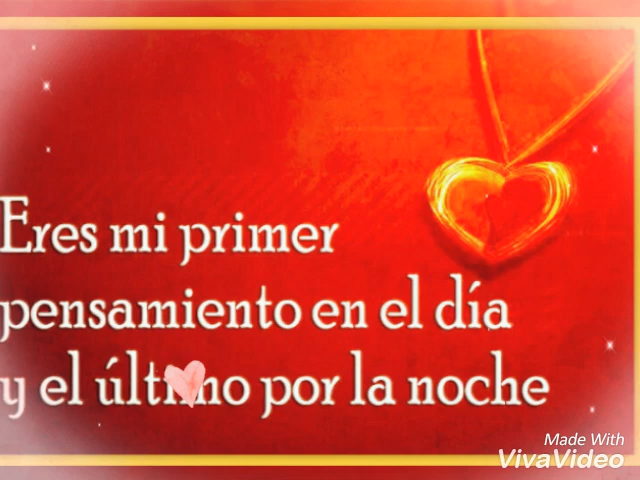 Eres mi primer
pensamiento en el día
y el último por la noche
Made With
VivaVideo